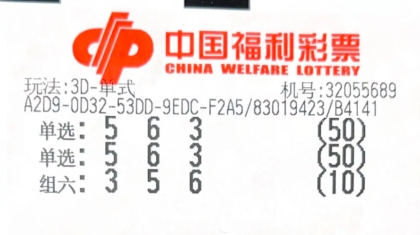 中国福利彩票
CHINA WELFARE LOTTERY
玩法:3D-单式 机号:32055689
A2D9-0D32-53DD-9EDC-F2A5/83019423/B4141
单选: 5 6 3 (50)
单选: 5 6 3 (50)
组六: 3 5 6 (10)